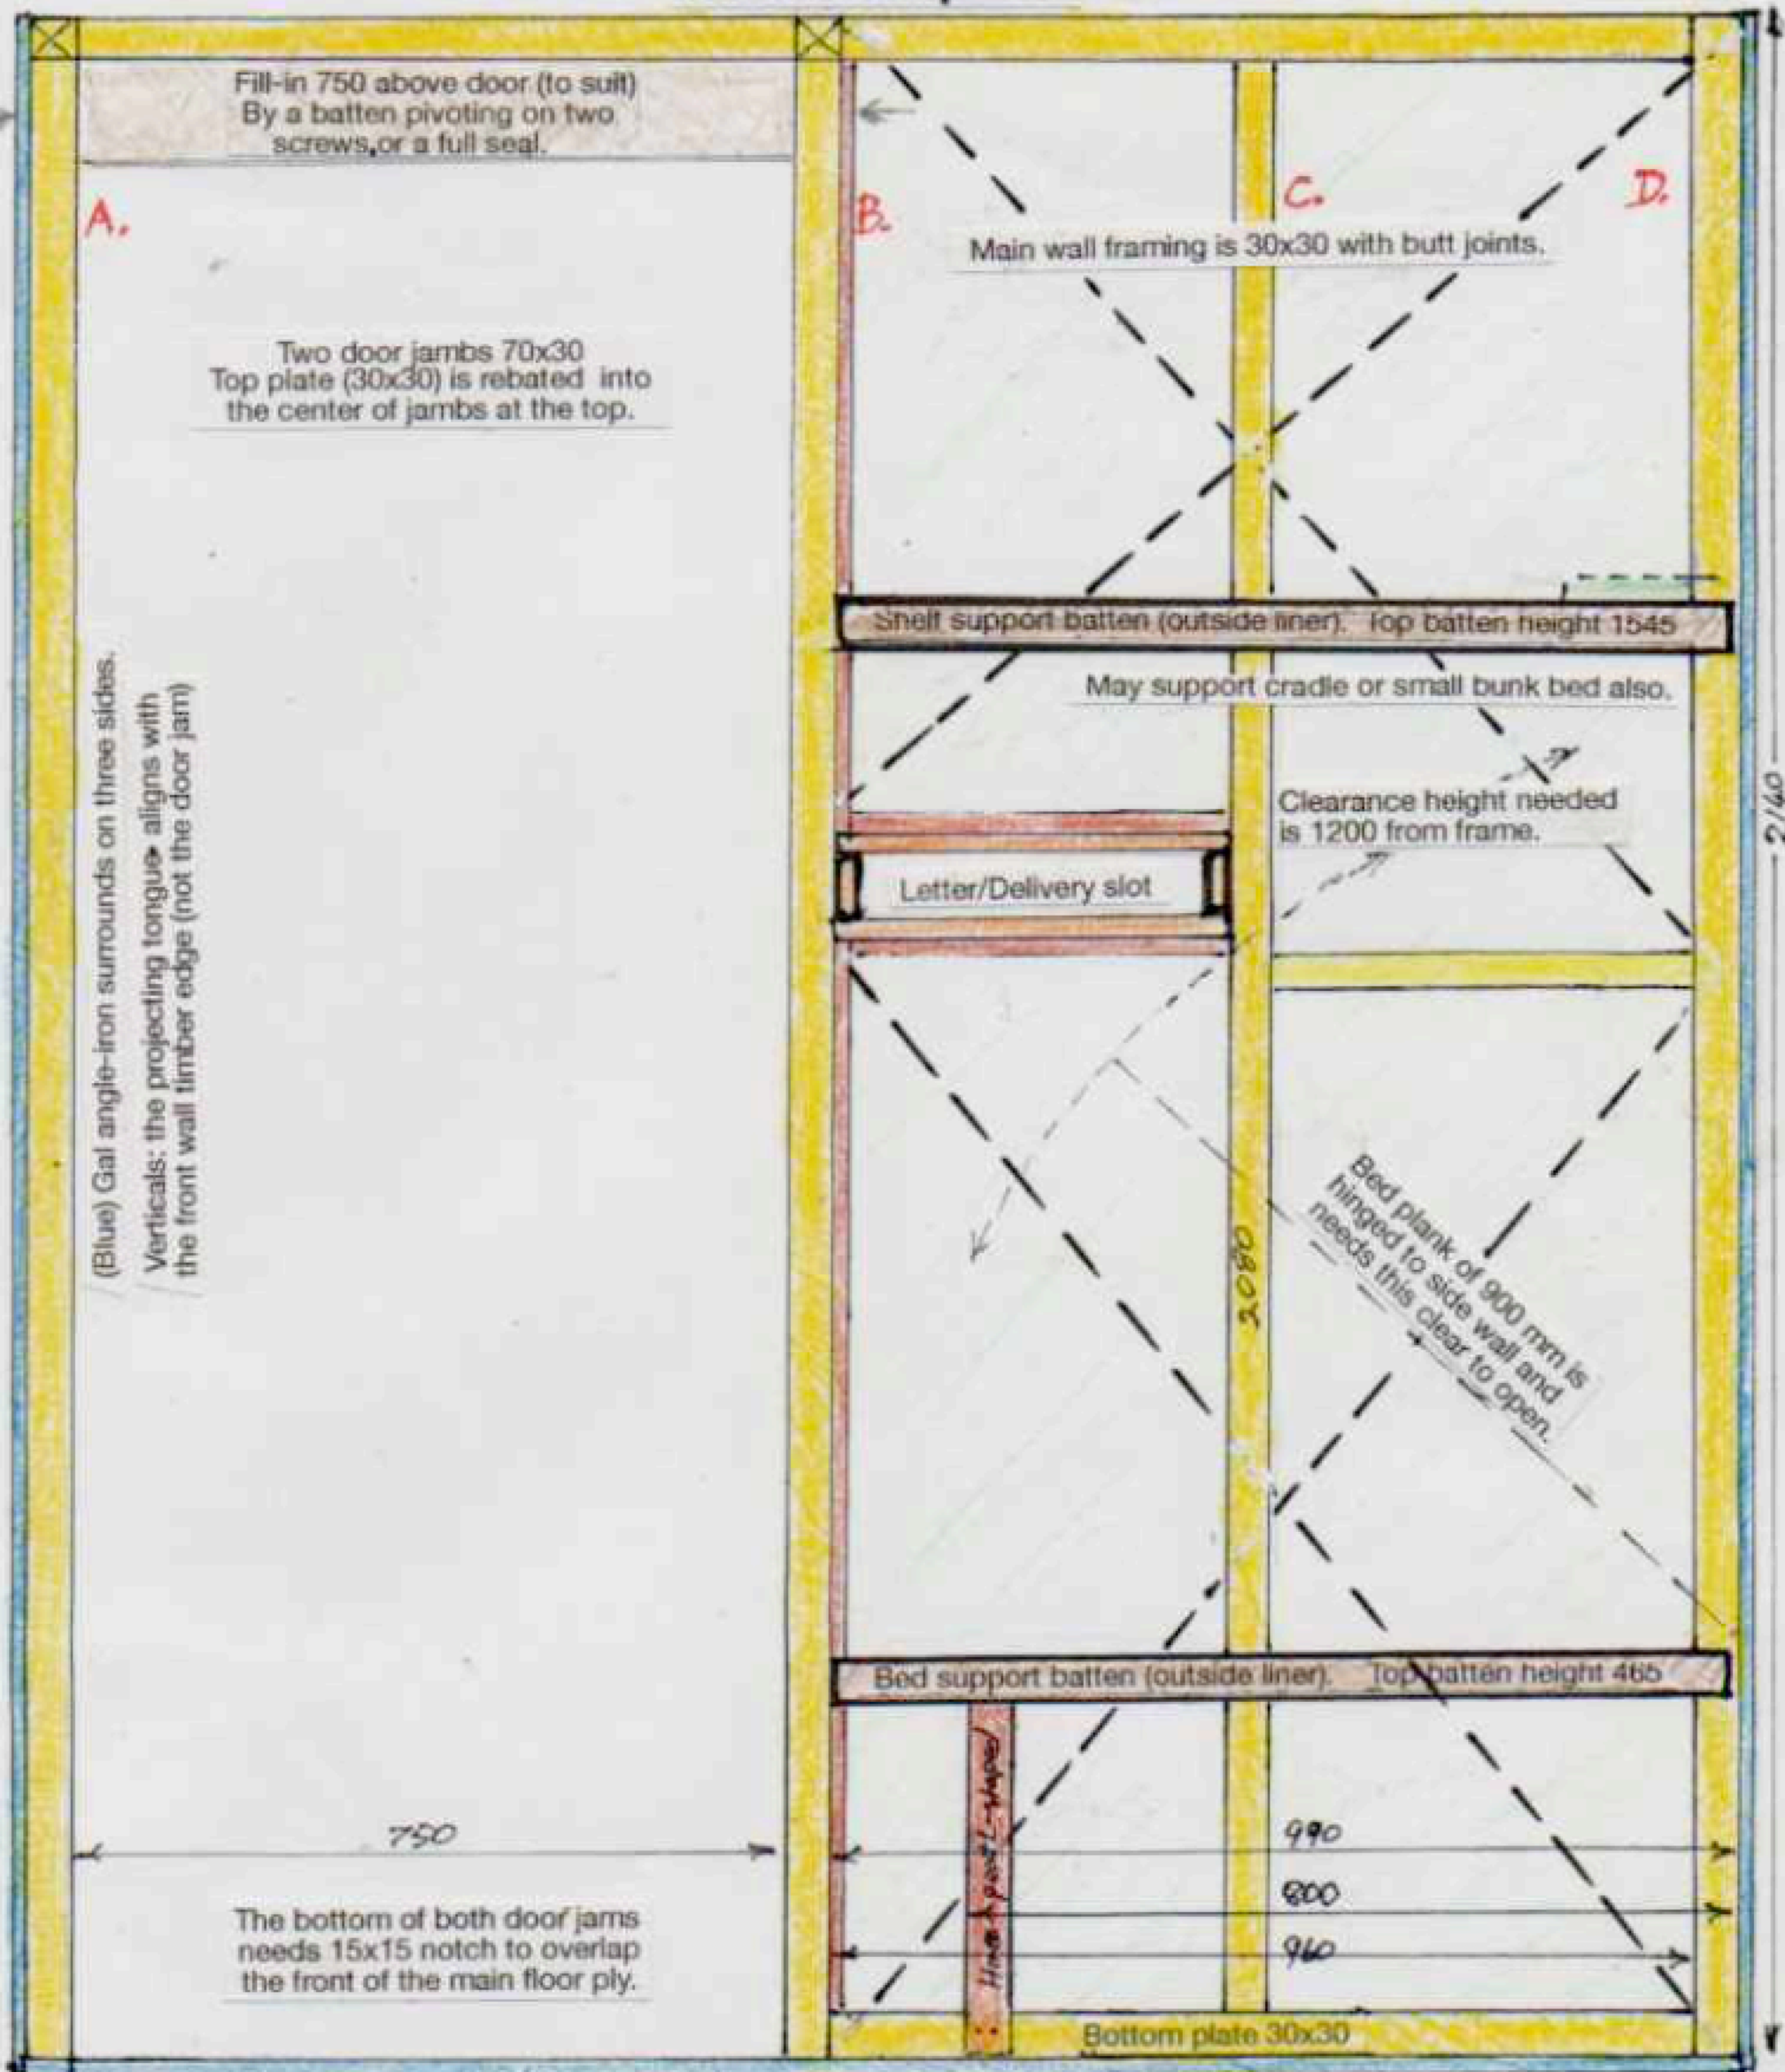 Fill-in 750 above door (to suit)
By a batten pivoting on two
screws,or a full seal.
A.
B.
C.
D.
Main wall framing is 30x30 with butt joints.
Two door jambs 70x30
Top plate (30x30) is rebated into
the center of jambs at the top.
Shelf support batten (outside liner). Top batten height 1545
May support cradle or small bunk bed also.
(Blue) Gal angle-iron surrounds on three sides.
Verticals: the projecting tongue aligns with
the front wall timber edge (not the door jam)
Clearance height needed
is 1200 from frame.
2140
Letter/Delivery slot
2080
Bed plank of 900 mm is
hinged to side wall and
needs this clear to open.
Bed support batten (outside liner). Top batten height 465
750
990
800
960
L-shaped
The bottom of both door jams
needs 15x15 notch to overlap
the front of the main floor ply.
Bottom plate 30x30